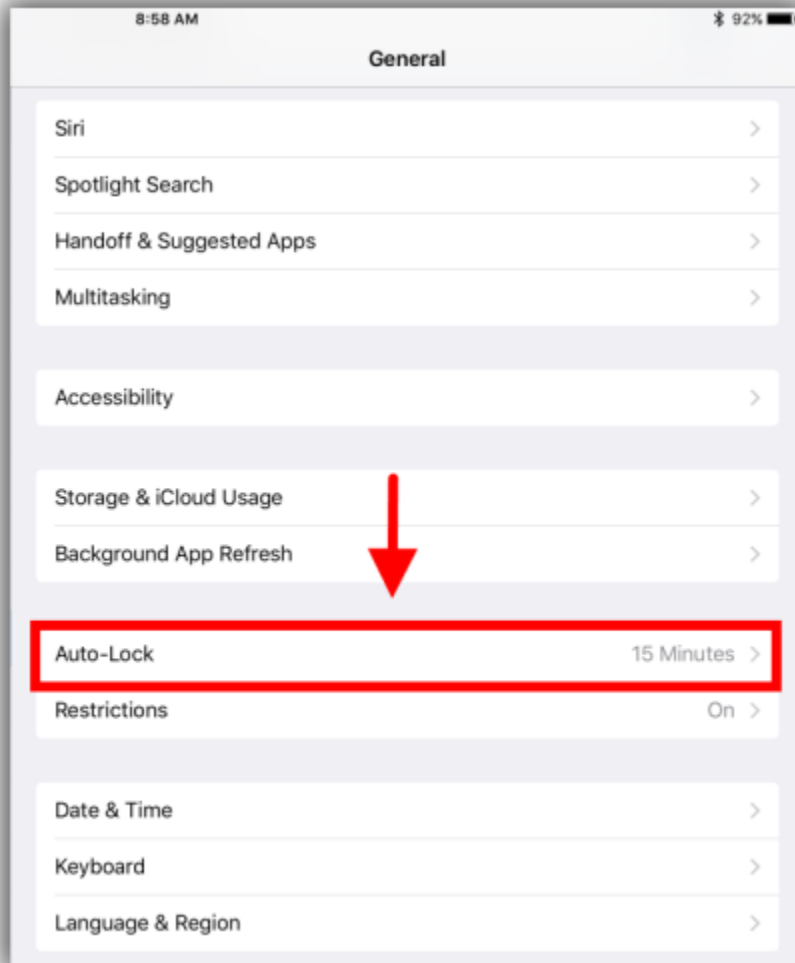 8:58 AM 92%
General
Siri
Spotlight Search
Handoff & Suggested Apps
Multitasking
Accessibility
Storage & iCloud Usage
Background App Refresh
Auto-Lock 15 Minutes
Restrictions On
Date & Time
Keyboard
Language & Region